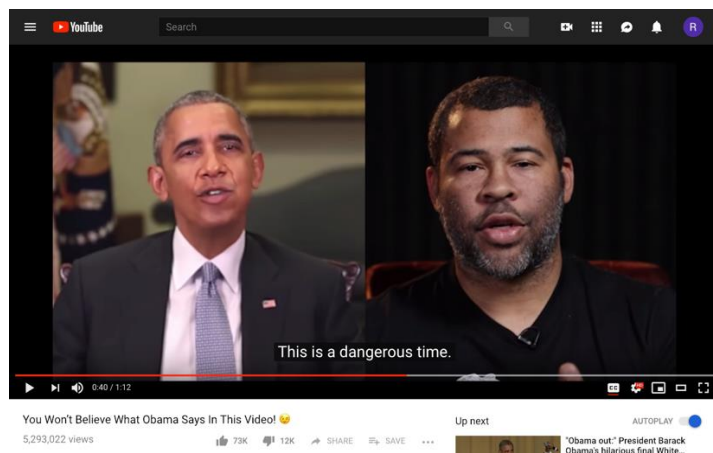 YouTube
Search
R
This is a dangerous time.
0:40 / 1:12
CC
HD
You Won't Believe What Obama Says In This Video! 😉
5,293,022 views
73K
12K
SHARE
SAVE
Up next
AUTOPLAY
"Obama out:" President Barack
Obama's hilarious final White...